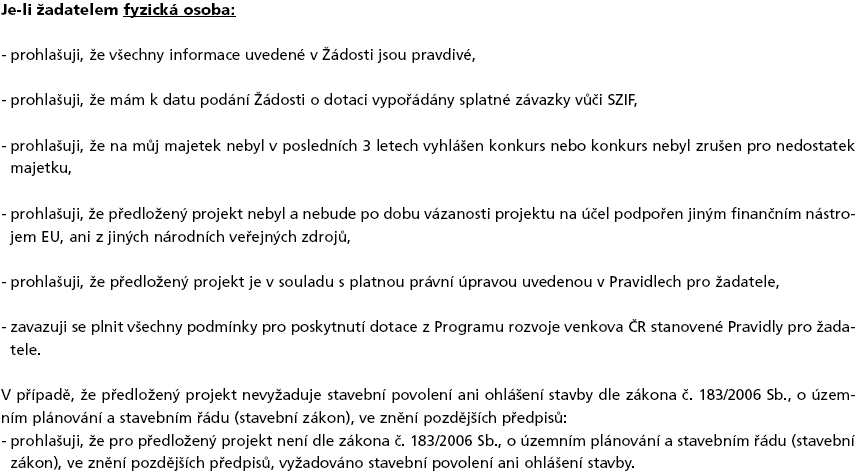 Je-li žadatelem fyzická osoba:
- prohlašuji, že všechny informace uvedené v Žádosti jsou pravdivé,
- prohlašuji, že mám k datu podání Žádosti o dotaci vypořádány splatné závazky vůči SZIF,
- prohlašuji, že na můj majetek nebyl v posledních 3 letech vyhlášen konkurs nebo konkurs nebyl zrušen pro nedostatek
majetku,
- prohlašuji, že předložený projekt nebyl a nebude po dobu vázanosti projektu na účel podpořen jiným finančním nástro-
jem EU, ani z jiných národních veřejných zdrojů,
- prohlašuji, že předložený projekt je v souladu s platnou právní úpravou uvedenou v Pravidlech pro žadatele,
- zavazuji se plnit všechny podmínky pro poskytnutí dotace z Programu rozvoje venkova ČR stanovené Pravidly pro žada-
tele.
V případě, že předložený projekt nevyžaduje stavební povolení ani ohlášení stavby dle zákona č. 183/2006 Sb., o územ-
ním plánování a stavebním řádu (stavební zákon), ve znění pozdějších předpisů:
- prohlašuji, že pro předložený projekt není dle zákona č. 183/2006 Sb., o územním plánování a stavebním řádu (stavební
zákon), ve znění pozdějších předpisů, vyžadováno stavební povolení ani ohlášení stavby.